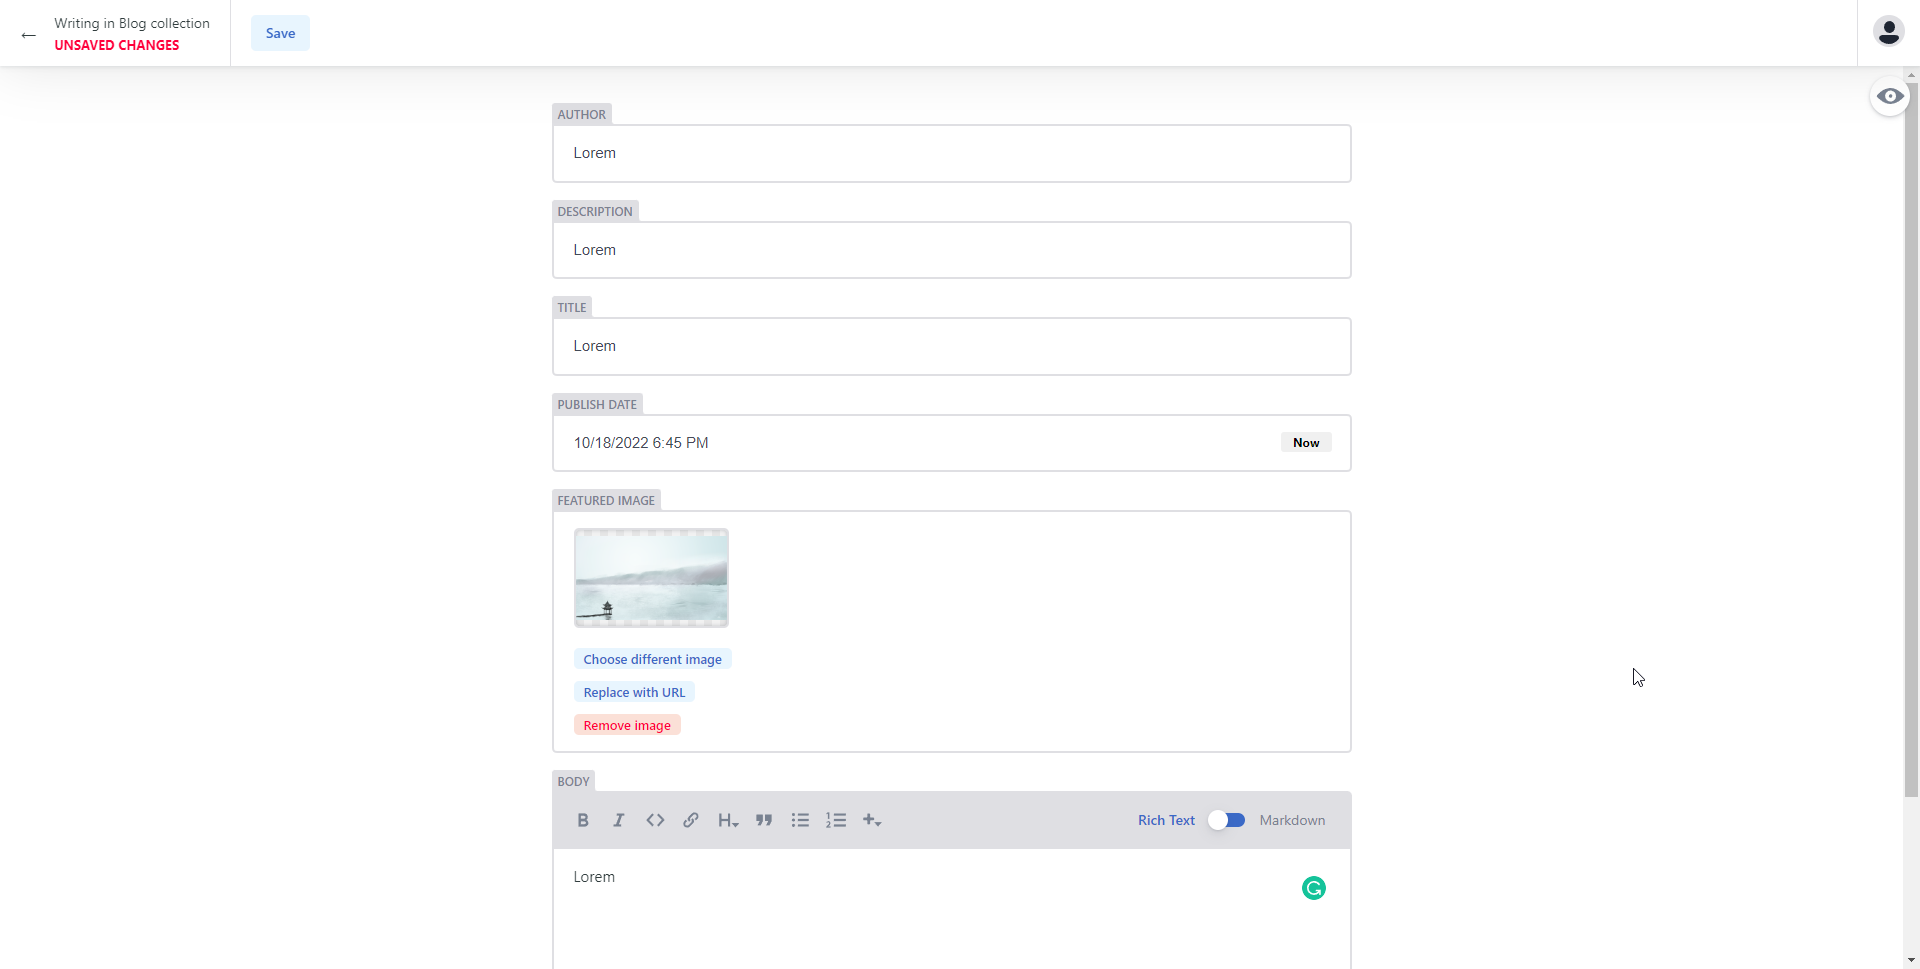 Writing in Blog collection
UNSAVED CHANGES
Save
AUTHOR
Lorem
DESCRIPTION
Lorem
TITLE
Lorem
PUBLISH DATE
10/18/2022 6:45 PM
Now
FEATURED IMAGE
Choose different image
Replace with URL
Remove image
BODY
Rich Text
Markdown
Lorem